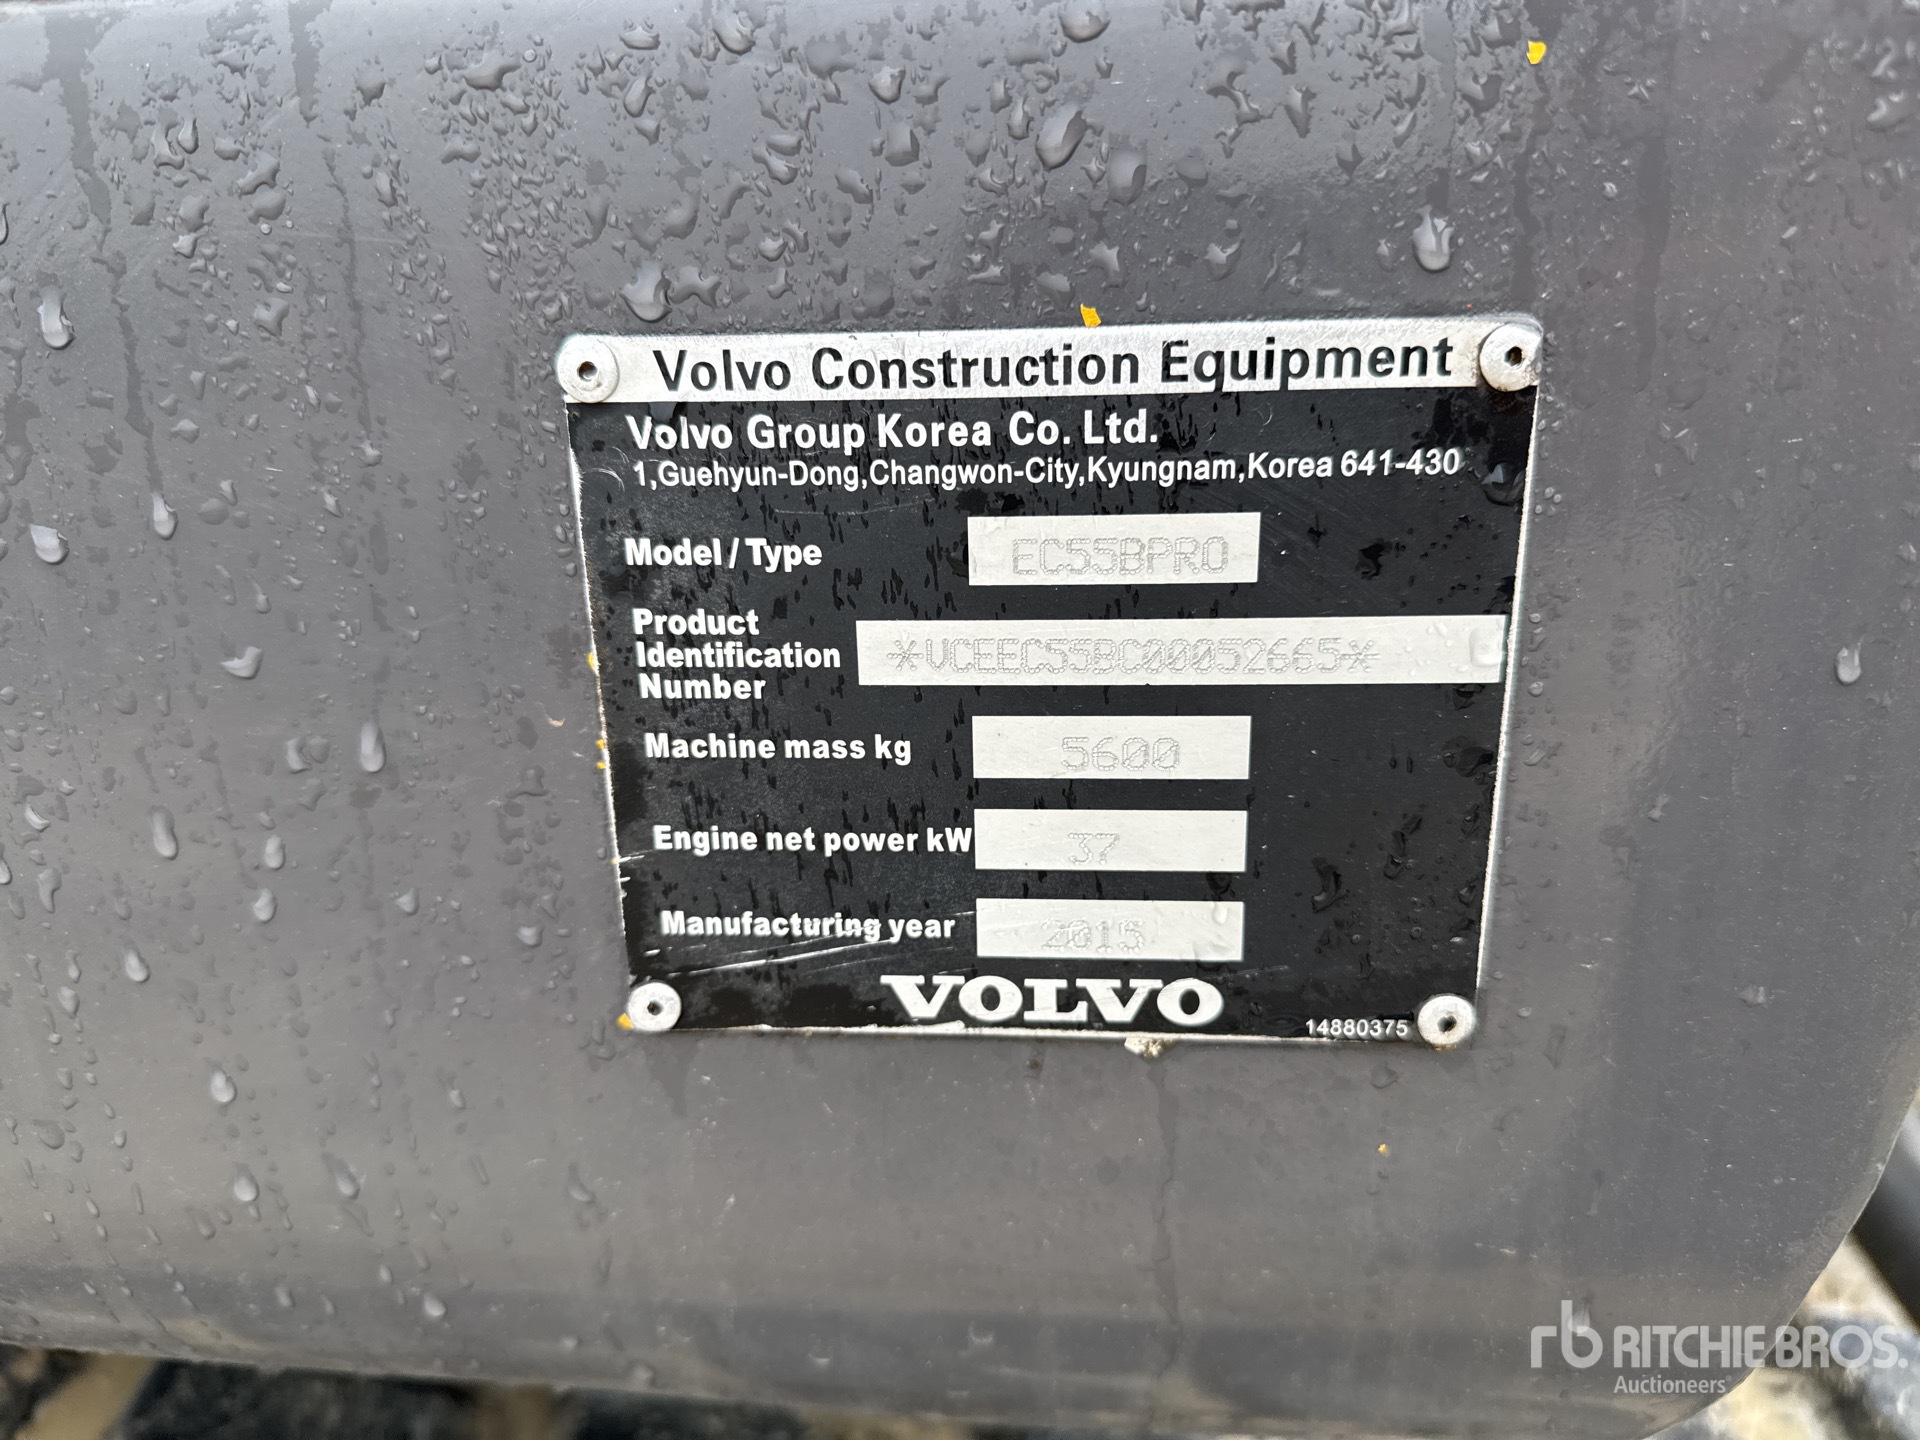 Volvo Construction Equipment
Volvo Group Korea Co. Ltd.
1,Guehyun-Dong,Changwon-City,Kyungnam,Korea 641-430
Model / Type EC55BPRO
Product
Identification
Number
*VCEEC55BC00052665*
Machine mass kg 5600
Engine net power kW 37
Manufacturing year 2015
VOLVO
14880375
rb RITCHIE BROS.
Auctioneers